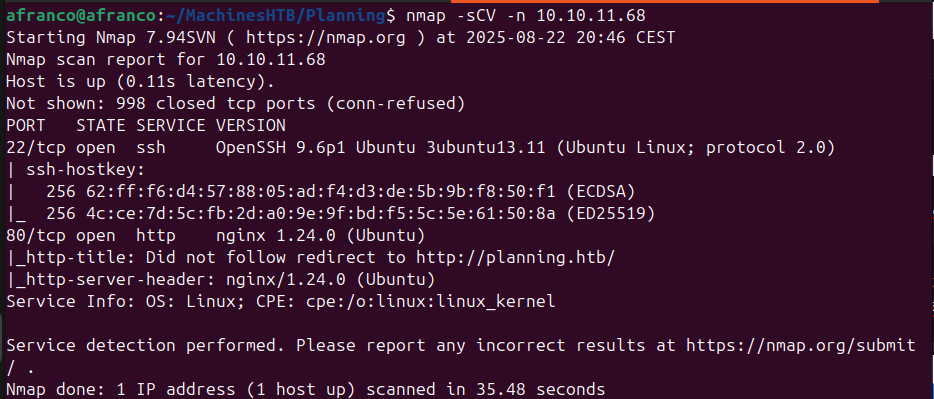 afranco@afranco:~/MachinesHTB/Planning$ nmap -sCV -n 10.10.11.68
Starting Nmap 7.94SVN ( https://nmap.org ) at 2025-08-22 20:46 CEST
Nmap scan report for 10.10.11.68
Host is up (0.11s latency).
Not shown: 998 closed tcp ports (conn-refused)
PORT   STATE SERVICE VERSION
22/tcp open  ssh     OpenSSH 9.6p1 Ubuntu 3ubuntu13.11 (Ubuntu Linux; protocol 2.0)
| ssh-hostkey:
|   256 62:ff:f6:d4:57:88:05:ad:f4:d3:de:5b:9b:f8:50:f1 (ECDSA)
|_  256 4c:ce:7d:5c:fb:2d:a0:9e:9f:bd:f5:5c:5e:61:50:8a (ED25519)
80/tcp open  http    nginx 1.24.0 (Ubuntu)
|_http-title: Did not follow redirect to http://planning.htb/
|_http-server-header: nginx/1.24.0 (Ubuntu)
Service Info: OS: Linux; CPE: cpe:/o:linux:linux_kernel

Service detection performed. Please report any incorrect results at https://nmap.org/submit
/ .
Nmap done: 1 IP address (1 host up) scanned in 35.48 seconds